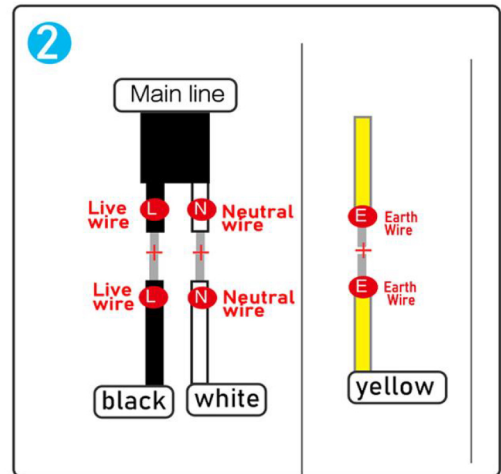 2
Main line
Live
wire
L
N
Neutral
wire
Live
wire
L
N
Neutral
wire
black
white
E
Earth
Wire
E
Earth
Wire
yellow